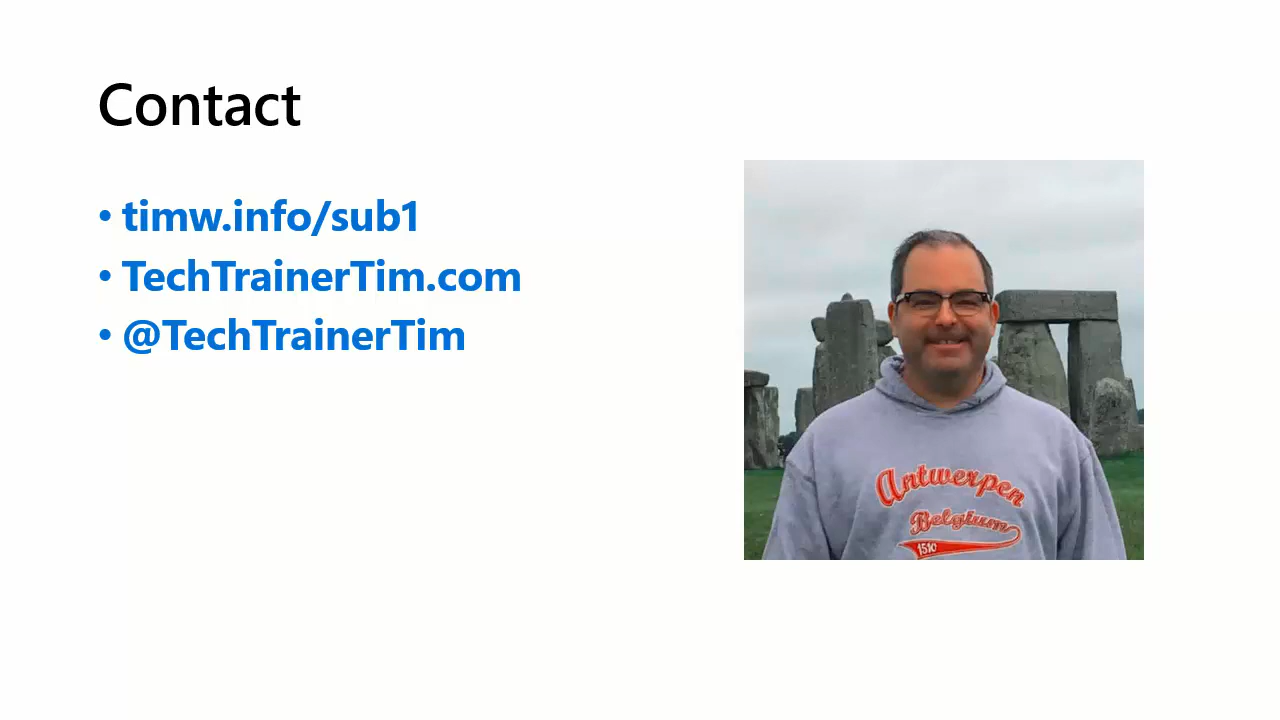 Contact
• timw.info/sub1
• TechTrainerTim.com
• @TechTrainerTim
Antwerpen
Belgium
1510